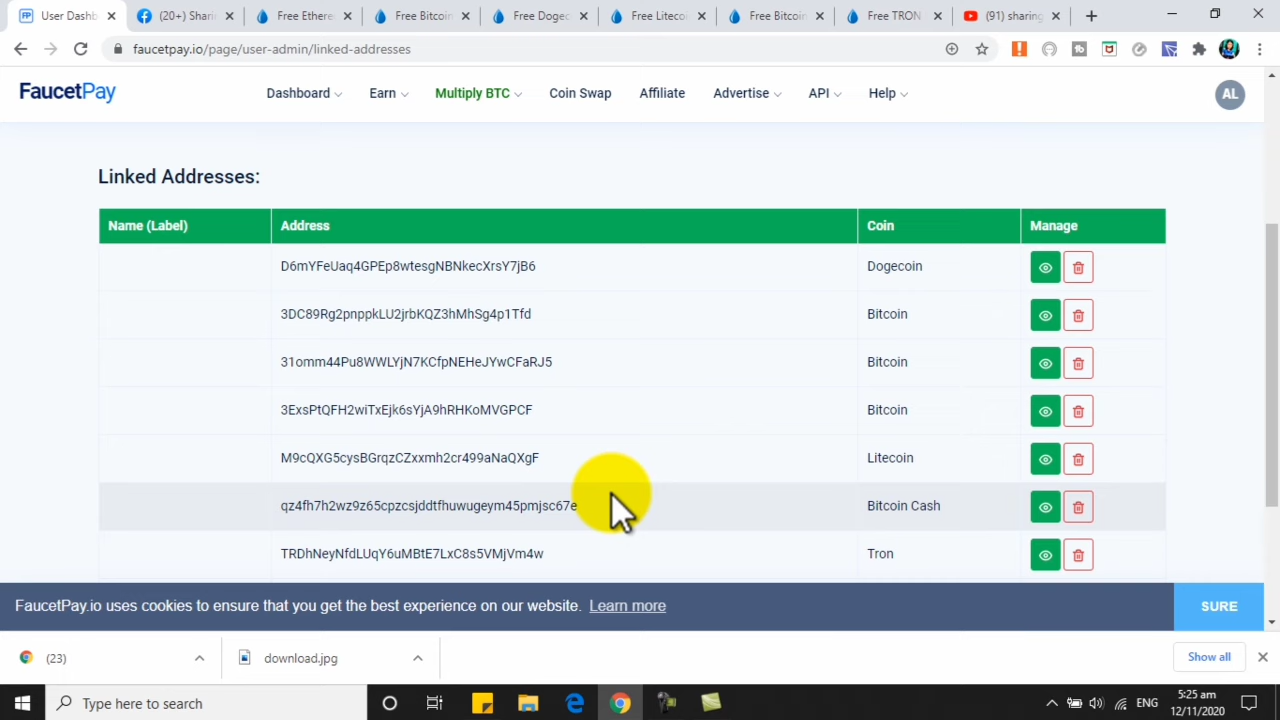 User Dashb
(20+) Shari
Free Ethere
Free Bitcoin
Free Dogec
Free Liteco
Free Bitcoin
Free TRON
(91) sharing
faucetpay.io/page/user-admin/linked-addresses
FaucetPay
Dashboard
Earn
Multiply BTC
Coin Swap
Affiliate
Advertise
API
Help
AL
Linked Addresses:
Name (Label) Address Coin Manage
D6mYFeUaq4GPEp8wtesgNBNkecXrsY7jB6 Dogecoin
3DC89Rg2pnppkLU2jrbKQZ3hMhSg4p1Tfd Bitcoin
31omm44Pu8WWLYjN7KCfpNEHeJYwCFaRJ5 Bitcoin
3ExsPtQFH2wiTxEjk6sYjA9hRHKoMVGPCF Bitcoin
M9cQXG5cysBGrqzCZxxmh2cr499aNaQXgF Litecoin
qz4fh7h2wz9z65cpzcsjddtfhuwugeym45pmjsc67e Bitcoin Cash
TRDhNeyNfdLUqY6uMBtE7LxC8s5VMjVm4w Tron
FaucetPay.io uses cookies to ensure that you get the best experience on our website. Learn more
SURE
(23)
download.jpg
Show all
Type here to search
ENG
5:25 am
12/11/2020